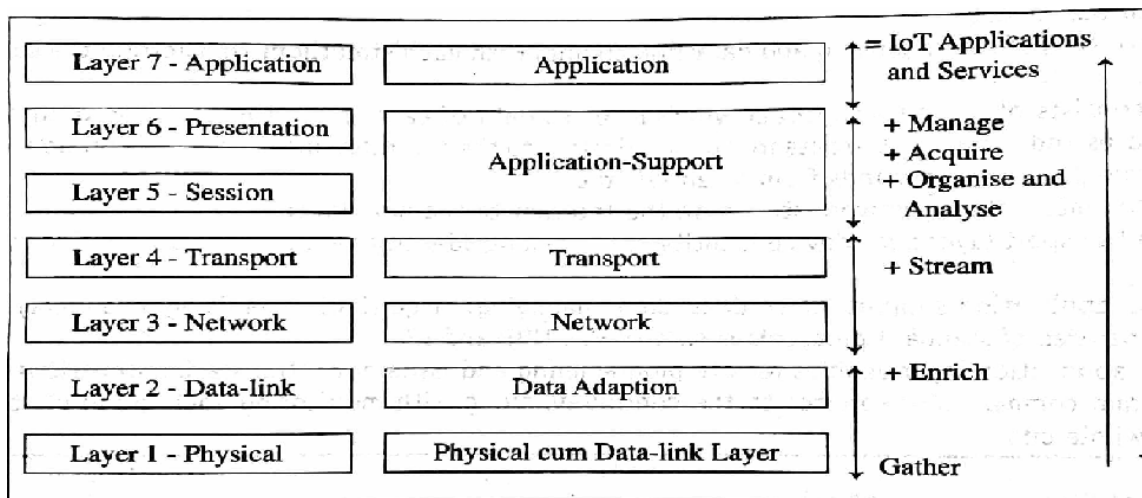 Layer 7 - Application
Application
= IoT Applications
and Services
Layer 6 - Presentation
Layer 5 - Session
Application-Support
+ Manage
+ Acquire
+ Organise and
Analyse
Layer 4 - Transport
Transport
+ Stream
Layer 3 - Network
Network
Layer 2 - Data-link
Data Adaption
+ Enrich
Layer 1 - Physical
Physical cum Data-link Layer
Gather